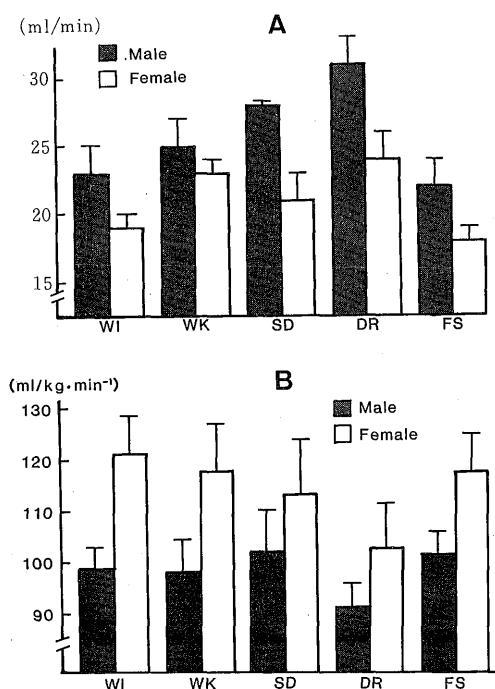 (ml/min)
A
.Male
Female
30
25
20
15
WI WK SD DR FS
(ml/kg·min⁻¹)
B
130
Male
Female
120
110
100
90
WI WK SD DR FS